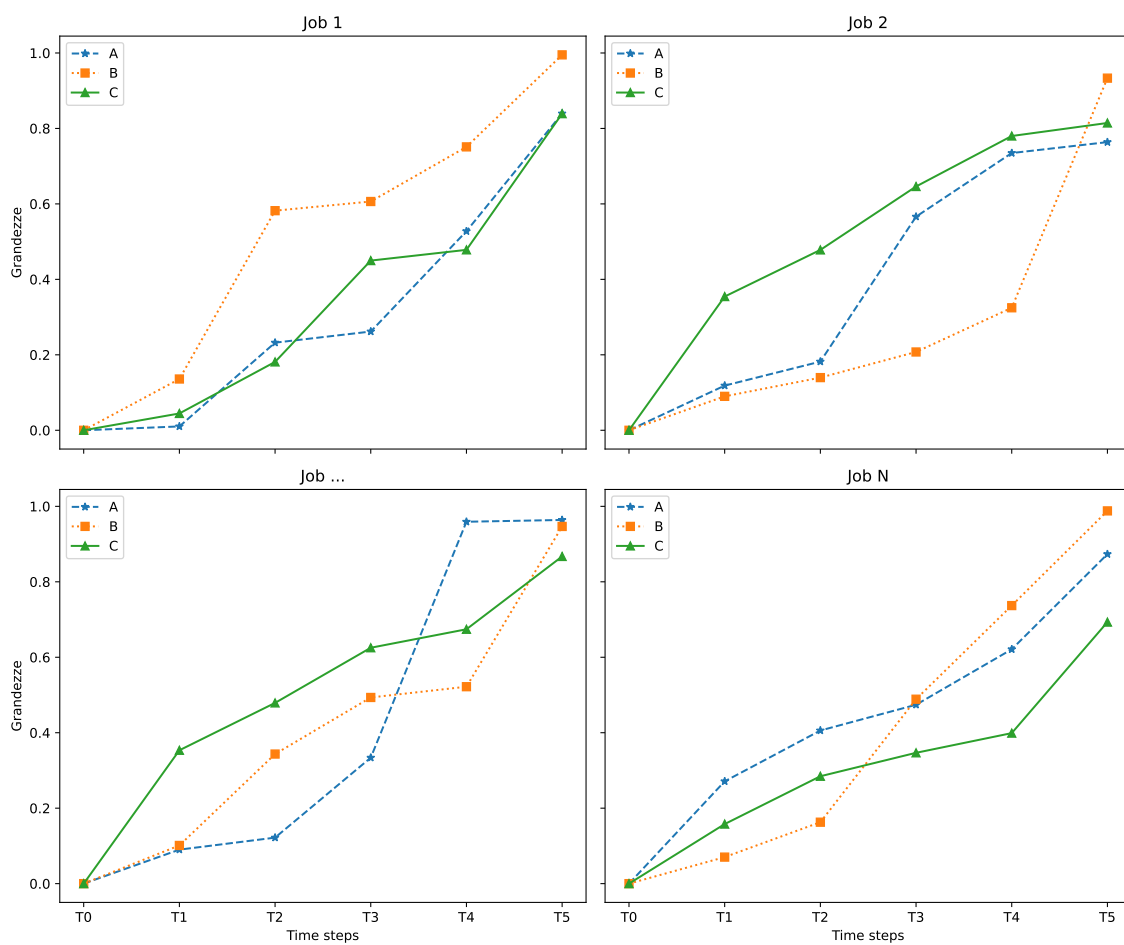 Job 1
A
B
C
1.0
0.8
0.6
0.4
0.2
0.0
Grandezze
Job 2
A
B
C
Job ...
A
B
C
1.0
0.8
0.6
0.4
0.2
0.0
Grandezze
T0 T1 T2 T3 T4 T5
Time steps
Job N
A
B
C
T0 T1 T2 T3 T4 T5
Time steps